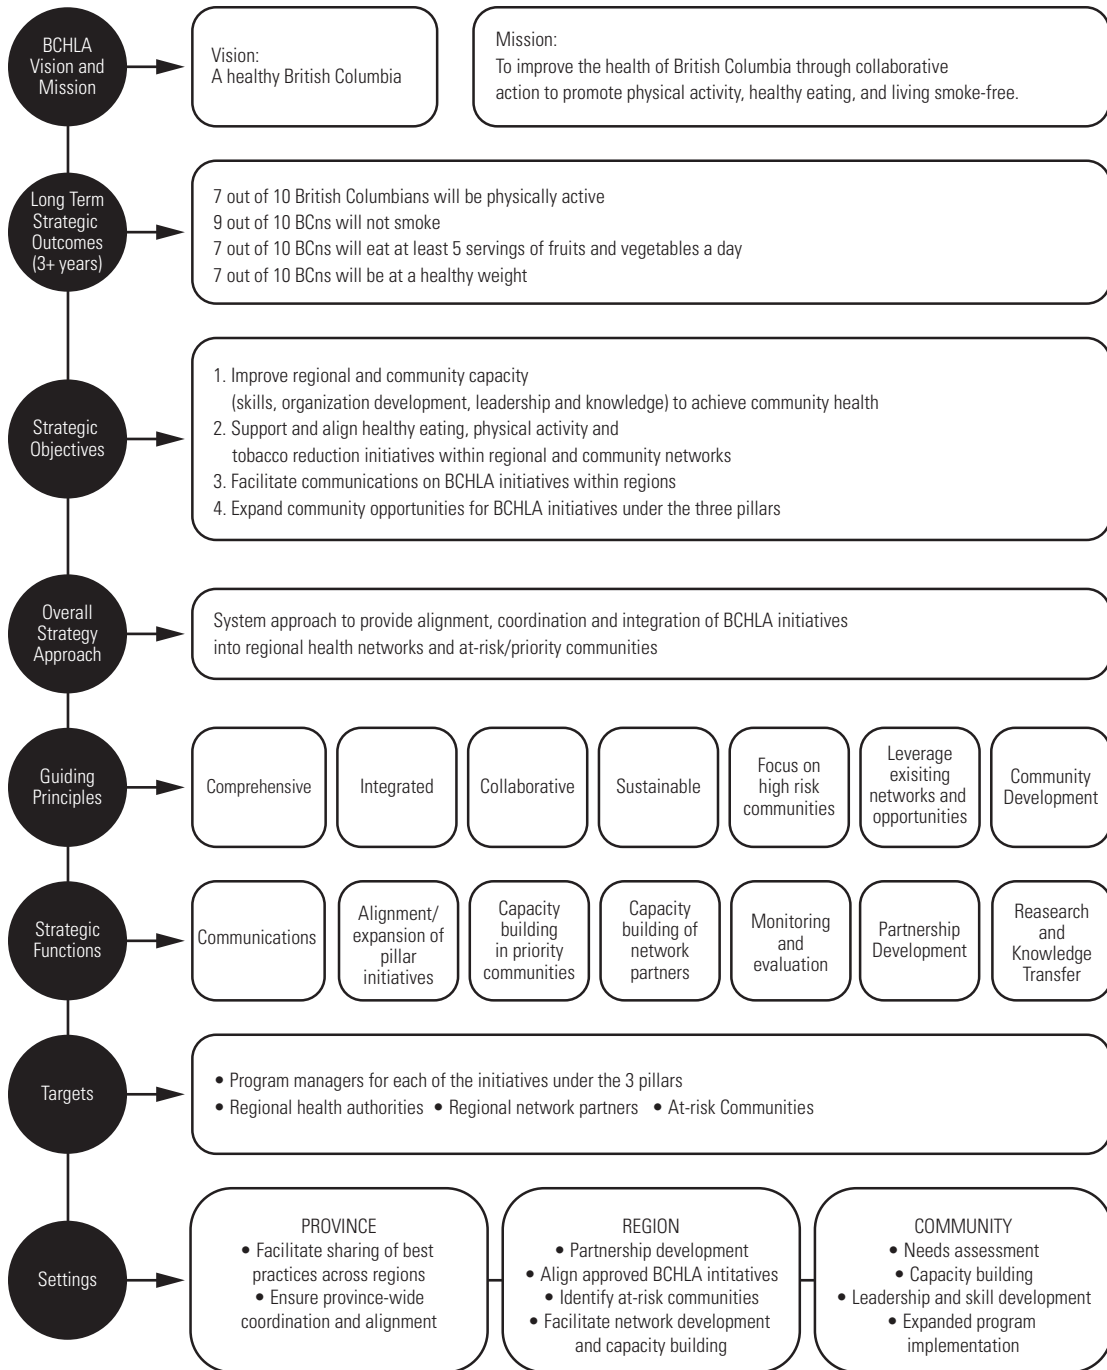 BCHLA
Vision and
Mission
Vision:
A healthy British Columbia
Mission:
To improve the health of British Columbia through collaborative
action to promote physical activity, healthy eating, and living smoke-free.
Long Term
Strategic
Outcomes
(3+ years)
7 out of 10 British Columbians will be physically active
9 out of 10 BCns will not smoke
7 out of 10 BCns will eat at least 5 servings of fruits and vegetables a day
7 out of 10 BCns will be at a healthy weight
Strategic
Objectives
1. Improve regional and community capacity
(skills, organization development, leadership and knowledge) to achieve community health
2. Support and align healthy eating, physical activity and
tobacco reduction initiatives within regional and community networks
3. Facilitate communications on BCHLA initiatives within regions
4. Expand community opportunities for BCHLA initiatives under the three pillars
Overall
Strategy
Approach
System approach to provide alignment, coordination and integration of BCHLA initiatives
into regional health networks and at-risk/priority communities
Guiding
Principles
Comprehensive
Integrated
Collaborative
Sustainable
Focus on
high risk
communities
Leverage
exisiting
networks and
opportunities
Community
Development
Strategic
Functions
Communications
Alignment/
expansion of
pillar
initiatives
Capacity
building
in priority
communities
Capacity
building of
network
partners
Monitoring
and
evaluation
Partnership
Development
Reasearch
and
Knowledge
Transfer
Targets
• Program managers for each of the initiatives under the 3 pillars
• Regional health authorities • Regional network partners • At-risk Communities
Settings
PROVINCE
• Facilitate sharing of best
practices across regions
• Ensure province-wide
coordination and alignment
REGION
• Partnership development
• Align approved BCHLA intitatives
• Identify at-risk communities
• Facilitate network development
and capacity building
COMMUNITY
• Needs assessment
• Capacity building
• Leadership and skill development
• Expanded program
implementation